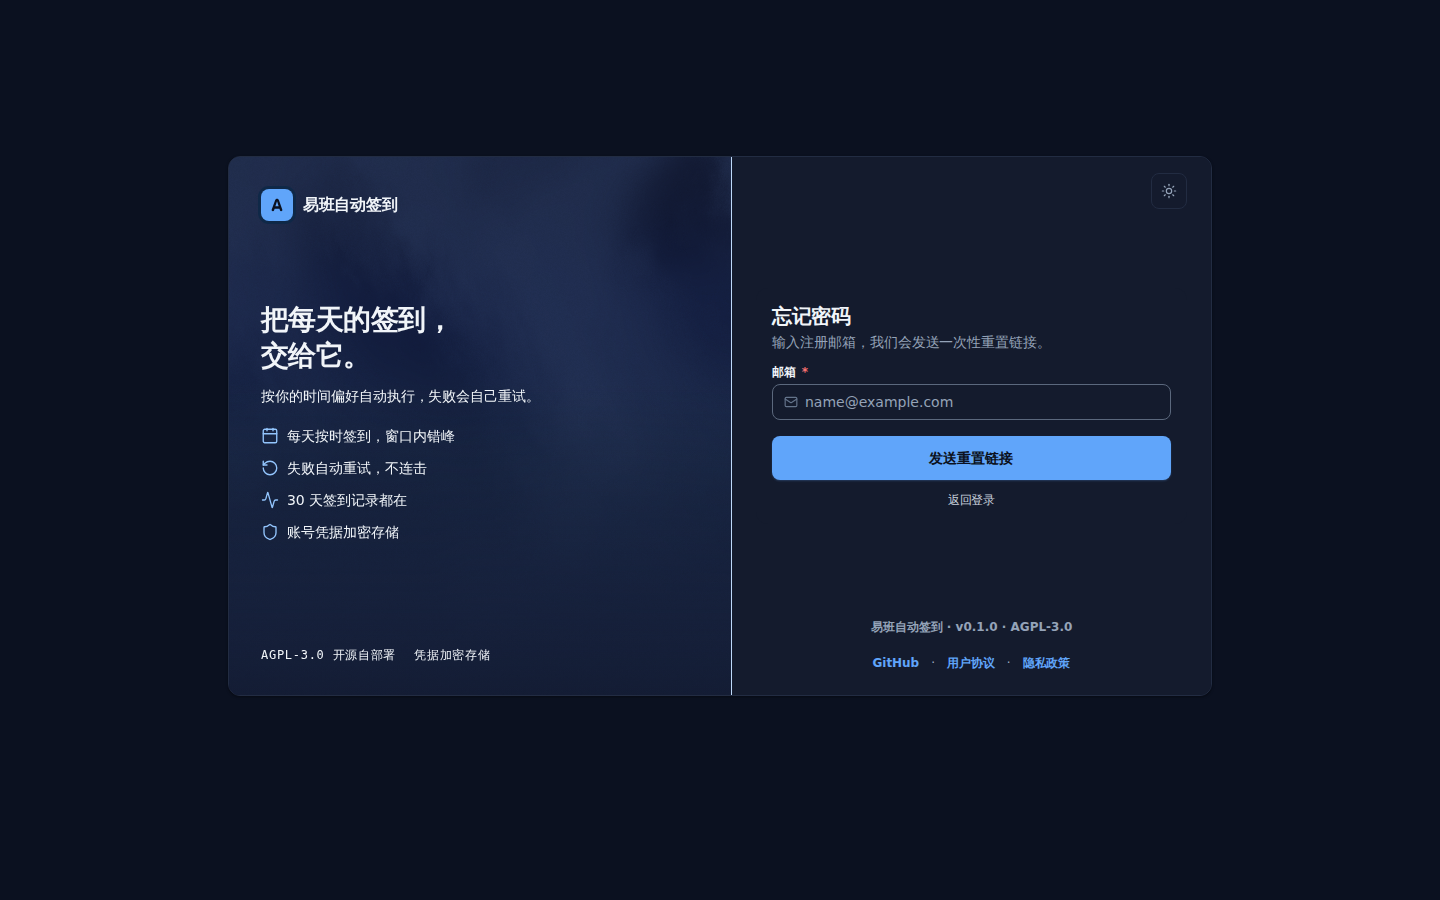 A 易班自动签到
把每天的签到，
交给它。
按你的时间偏好自动执行，失败会自己重试。
每天按时签到，窗口内错峰
失败自动重试，不连击
30 天签到记录都在
账号凭据加密存储
AGPL-3.0 开源自部署 凭据加密存储
忘记密码
输入注册邮箱，我们会发送一次性重置链接。
邮箱 *
name@example.com
发送重置链接
返回登录
易班自动签到 · v0.1.0 · AGPL-3.0
GitHub · 用户协议 · 隐私政策